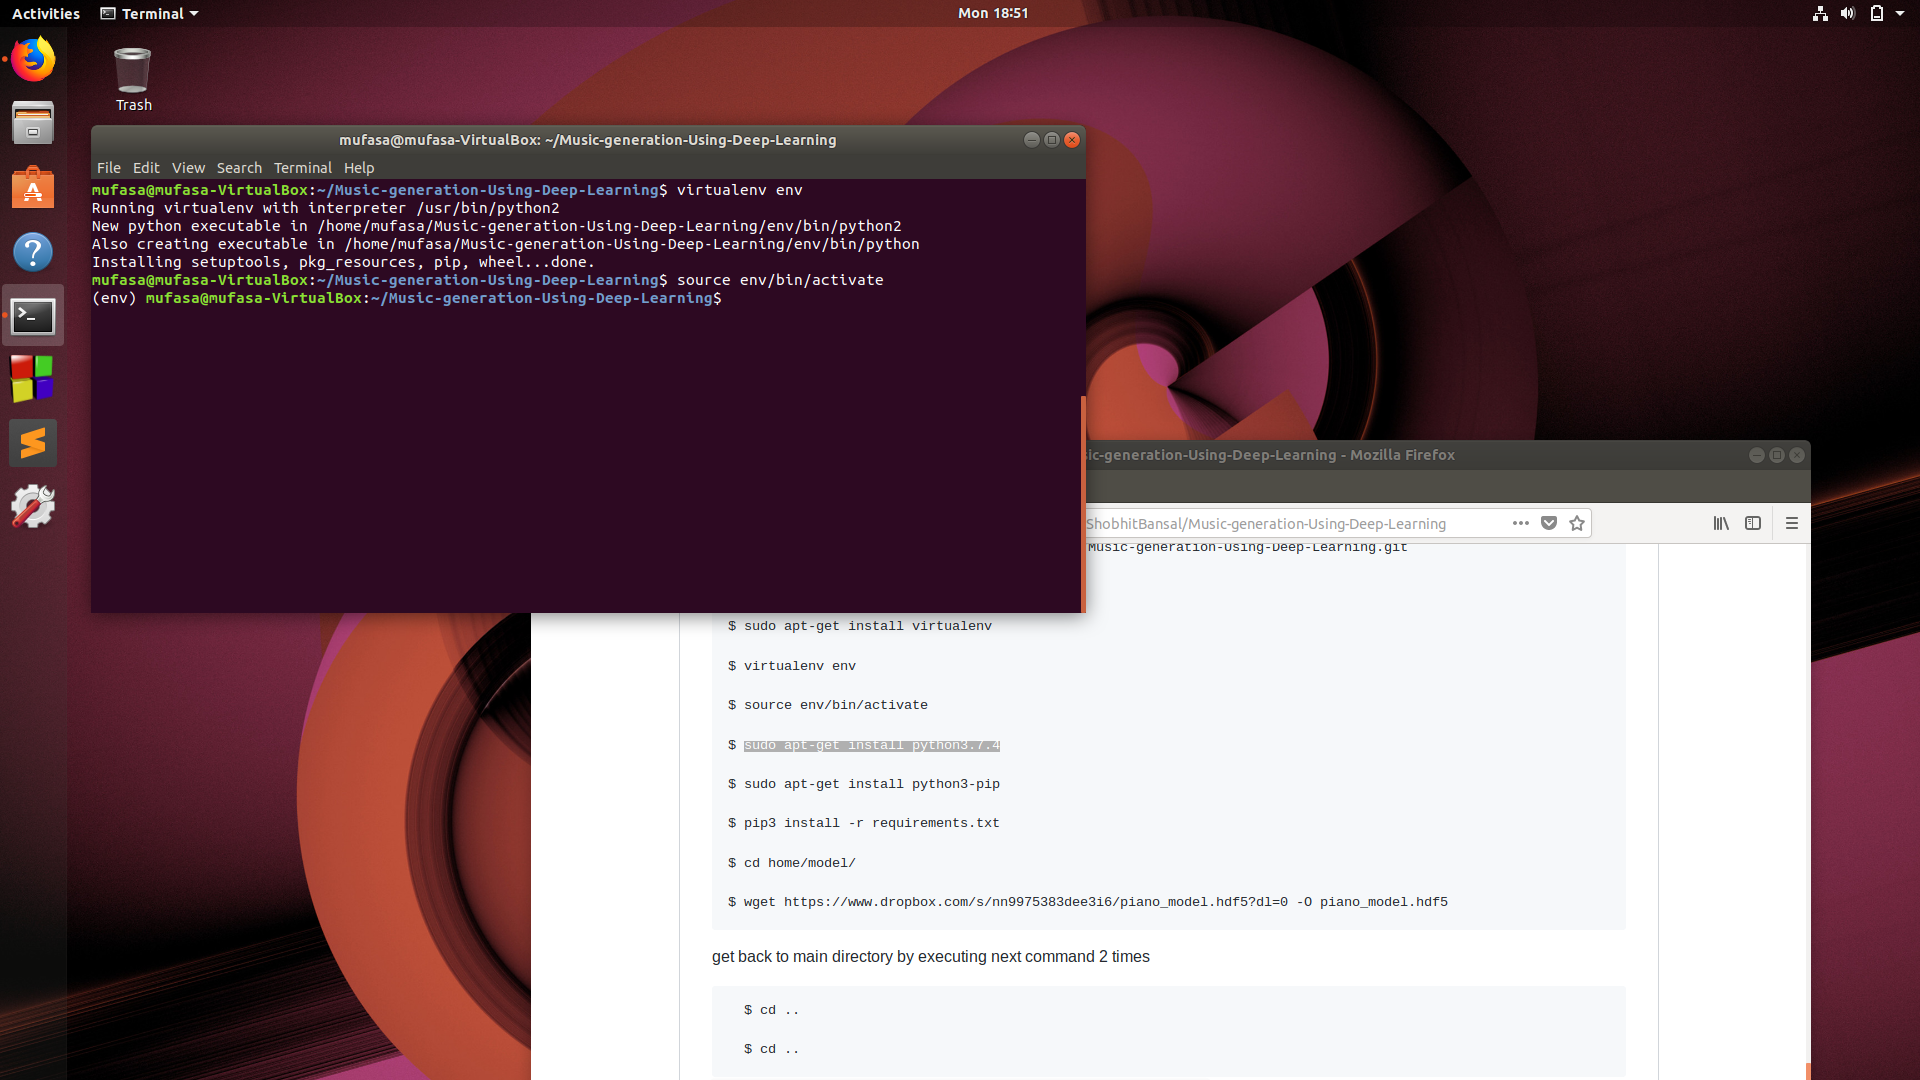 Activities Terminal Mon 18:51
Trash
mufasa@mufasa-VirtualBox: ~/Music-generation-Using-Deep-Learning
File Edit View Search Terminal Help
mufasa@mufasa-VirtualBox:~/Music-generation-Using-Deep-Learning$ virtualenv env
Running virtualenv with interpreter /usr/bin/python2
New python executable in /home/mufasa/Music-generation-Using-Deep-Learning/env/bin/python2
Also creating executable in /home/mufasa/Music-generation-Using-Deep-Learning/env/bin/python
Installing setuptools, pkg_resources, pip, wheel...done.
mufasa@mufasa-VirtualBox:~/Music-generation-Using-Deep-Learning$ source env/bin/activate
(env) mufasa@mufasa-VirtualBox:~/Music-generation-Using-Deep-Learning$
ic-generation-Using-Deep-Learning - Mozilla Firefox
ShobhitBansal/Music-generation-Using-Deep-Learning
Music-generation-Using-Deep-Learning.git
$ sudo apt-get install virtualenv
$ virtualenv env
$ source env/bin/activate
$ sudo apt-get install python3.7.4
$ sudo apt-get install python3-pip
$ pip3 install -r requirements.txt
$ cd home/model/
$ wget https://www.dropbox.com/s/nn9975383dee3i6/piano_model.hdf5?dl=0 -O piano_model.hdf5
get back to main directory by executing next command 2 times
$ cd ..
$ cd ..